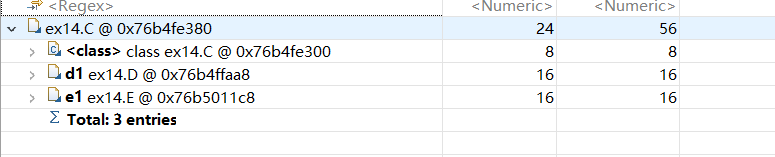 <Regex> <Numeric> <Numeric>
ex14.C @ 0x76b4fe380 24 56
<class> class ex14.C @ 0x76b4fe300 8 8
d1 ex14.D @ 0x76b4ffaa8 16 16
e1 ex14.E @ 0x76b5011c8 16 16
Σ Total: 3 entries